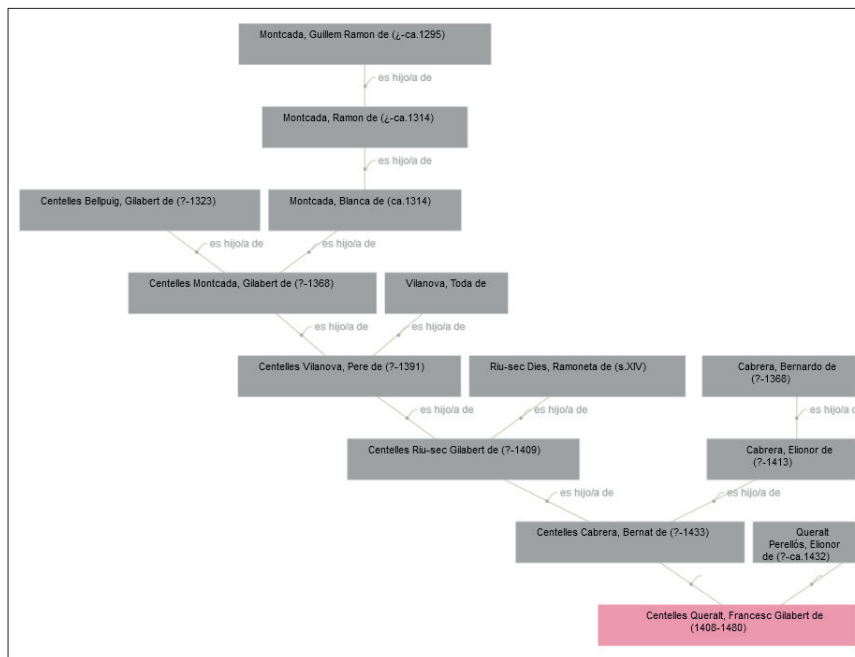 Montcada, Guillem Ramon de (¿-ca.1295)
es hijo/a de
Montcada, Ramon de (¿-ca.1314)
es hijo/a de
Centelles Bellpuig, Gilabert de (?-1323)
Montcada, Blanca de (ca.1314)
es hijo/a de
es hijo/a de
Centelles Montcada, Gilabert de (?-1368)
Vilanova, Toda de
es hijo/a de
es hijo/a de
Centelles Vilanova, Pere de (?-1391)
Riu-sec Dies, Ramoneta de (s.XIV)
Cabrera, Bernardo de
(?-1368)
es hijo/a de
es hijo/a de
es hijo/a d
Centelles Riu-sec Gilabert de (?-1409)
Cabrera, Elionor de
(?-1413)
es hijo/a de
es hijo/a de
Centelles Cabrera, Bernat de (?-1433)
Queralt
Perellós, Elionor
de (?-ca.1432)
Centelles Queralt, Francesc Gilabert de
(1408-1480)